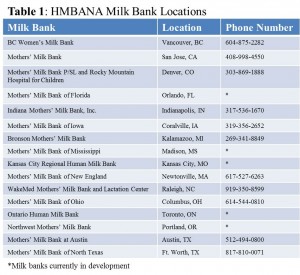 Table 1: HMBANA Milk Bank Locations
Milk Bank Location Phone Number
BC Women's Milk Bank Vancouver, BC 604-875-2282
Mothers' Milk Bank San Jose, CA 408-998-4550
Mothers' Milk Bank P/SL and Rocky Mountain
Hospital for Children Denver, CO 303-869-1888
Mothers' Milk Bank of Florida Orlando, FL *
Indiana Mothers' Milk Bank, Inc. Indianapolis, IN 317-536-1670
Mothers' Milk Bank of Iowa Coralville, IA 319-356-2652
Bronson Mothers' Milk Bank Kalamazoo, MI 269-341-8849
Mothers' Milk Bank of Mississippi Madison, MS *
Kansas City Regional Human Milk Bank Kansas City, MO *
Mothers' Milk Bank of New England Newtonville, MA 617-527-6263
WakeMed Mothers' Milk Bank and Lactation Center Raleigh, NC 919-350-8599
Mothers' Milk Bank of Ohio Columbus, OH 614-544-0810
Ontario Human Milk Bank Toronto, ON *
Northwest Mothers' Milk Bank Portland, OR *
Mothers' Milk Bank at Austin Austin, TX 512-494-0800
Mothers' Milk Bank of North Texas Ft. Worth, TX 817-810-0071
*Milk banks currently in development